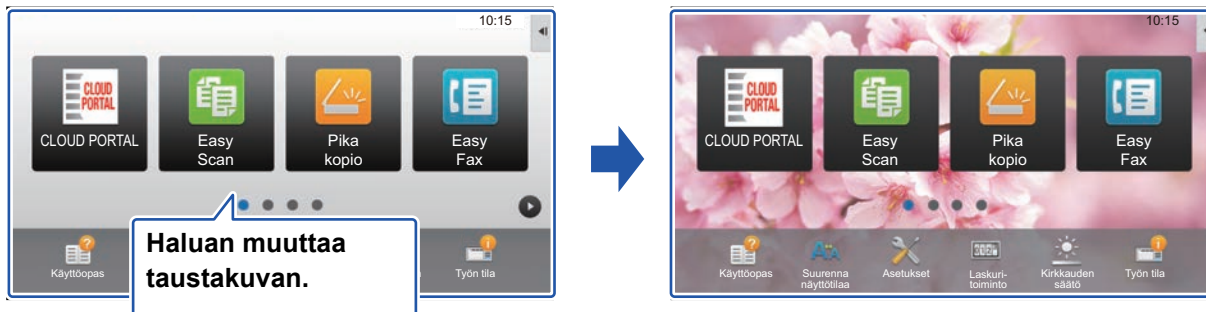 10:15
CLOUD
PORTAL
CLOUD PORTAL
Easy
Scan
Pika
kopio
Easy
Fax
Haluan muuttaa
taustakuvan.
Käyttöopas
Työn tila
10:15
CLOUD
PORTAL
CLOUD PORTAL
Easy
Scan
Pika
kopio
Easy
Fax
Käyttöopas
Suurenna
näyttötilaa
Asetukset
Laskuri-
toiminto
Kirkkauden
säätö
Työn tila